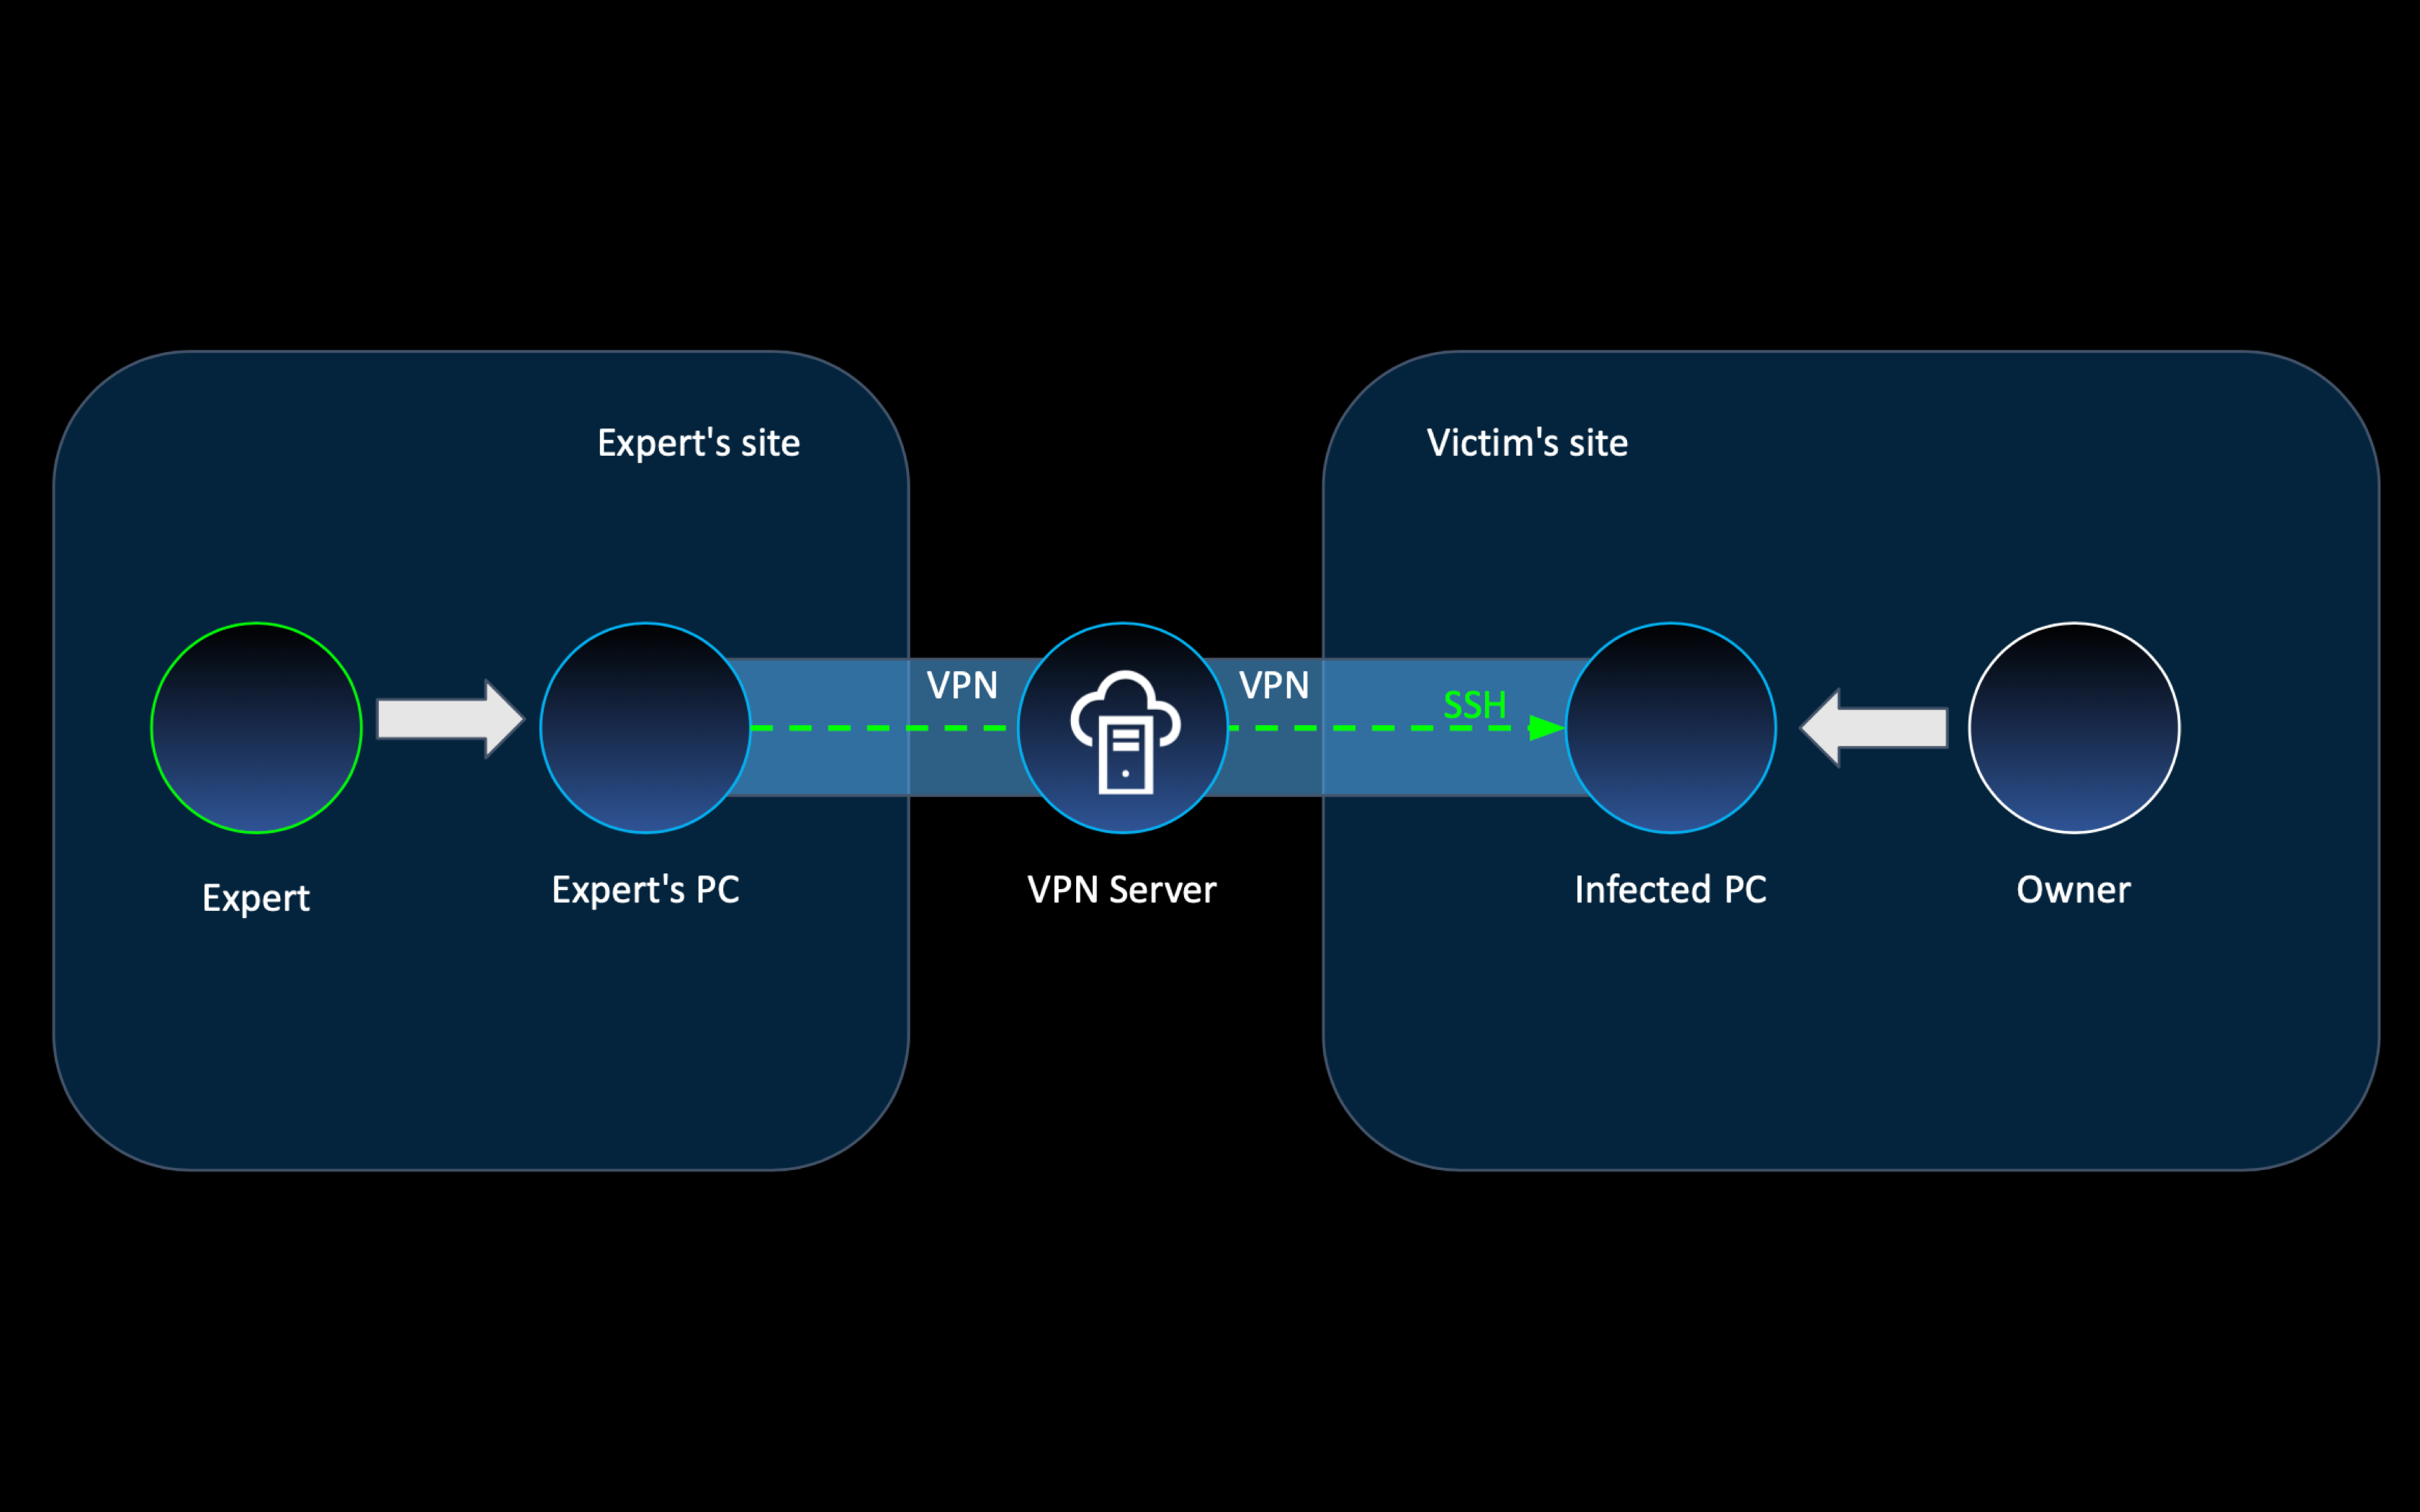 Expert's site
Victim's site
VPN
VPN
SSH
Expert
Expert's PC
VPN Server
Infected PC
Owner